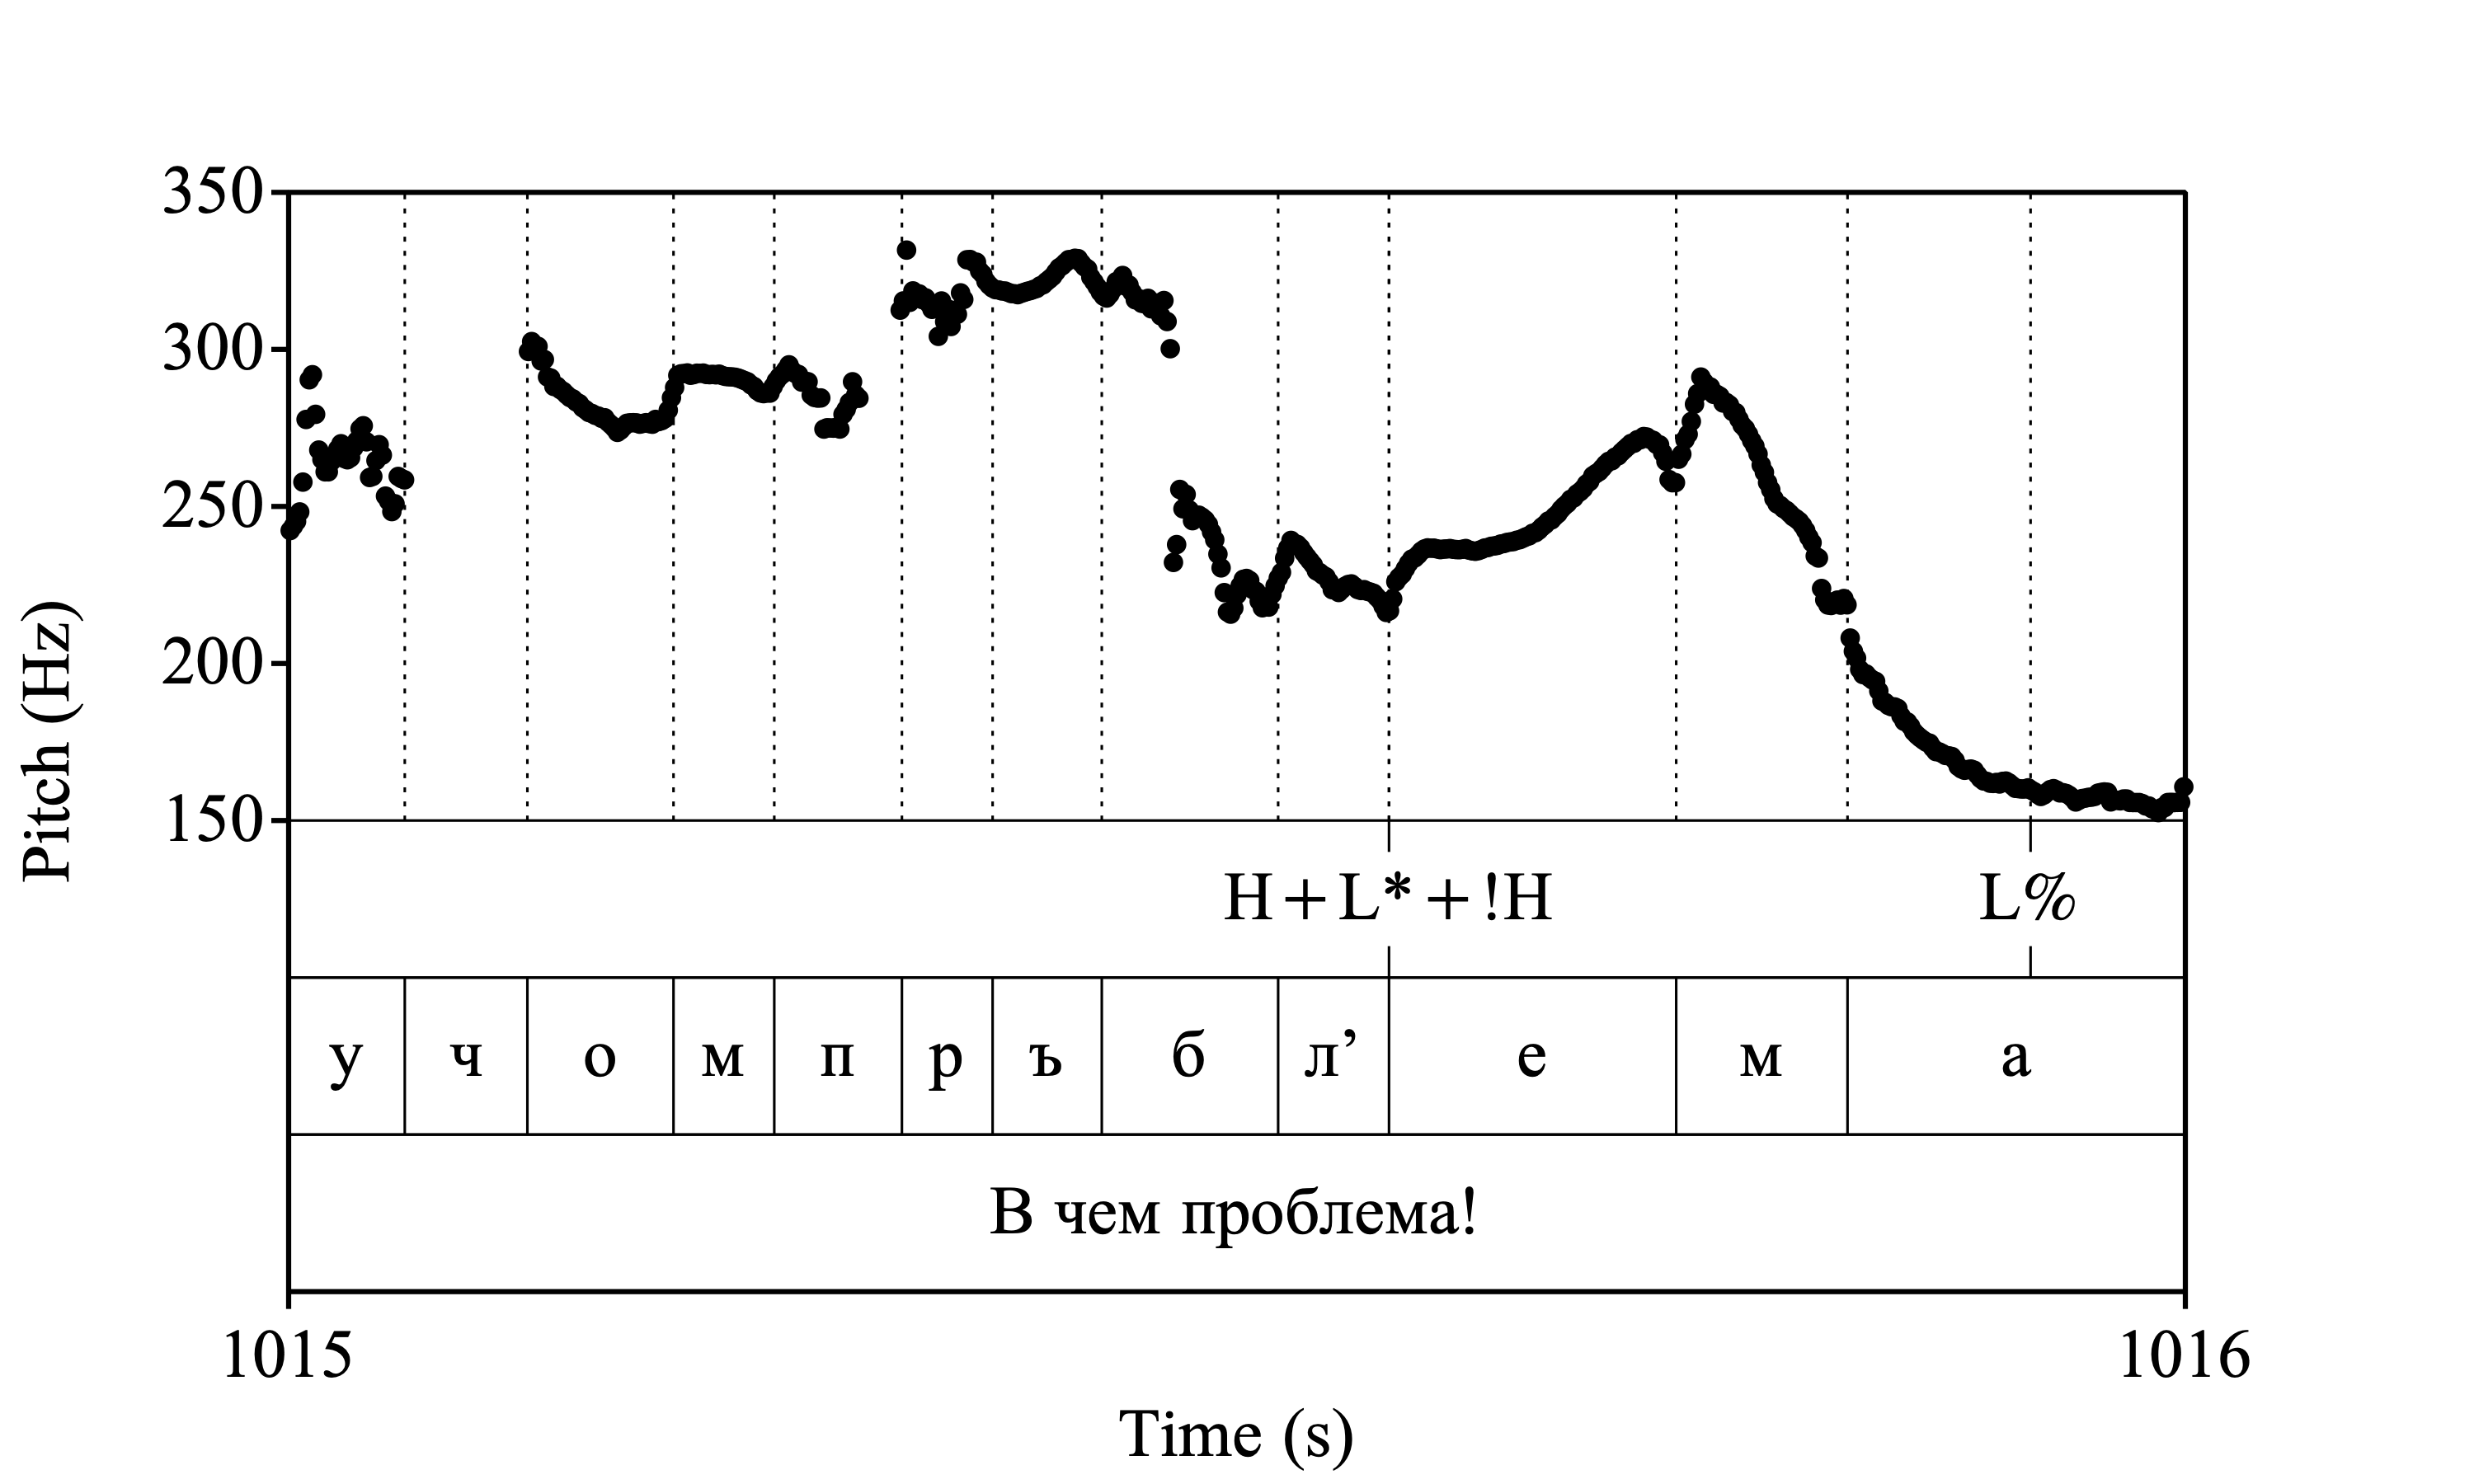 350
300
250
200
150
Pitch (Hz)
H+L*+!H L%
у ч о м п р ъ б л’ е м а
В чем проблема!
1015 1016
Time (s)